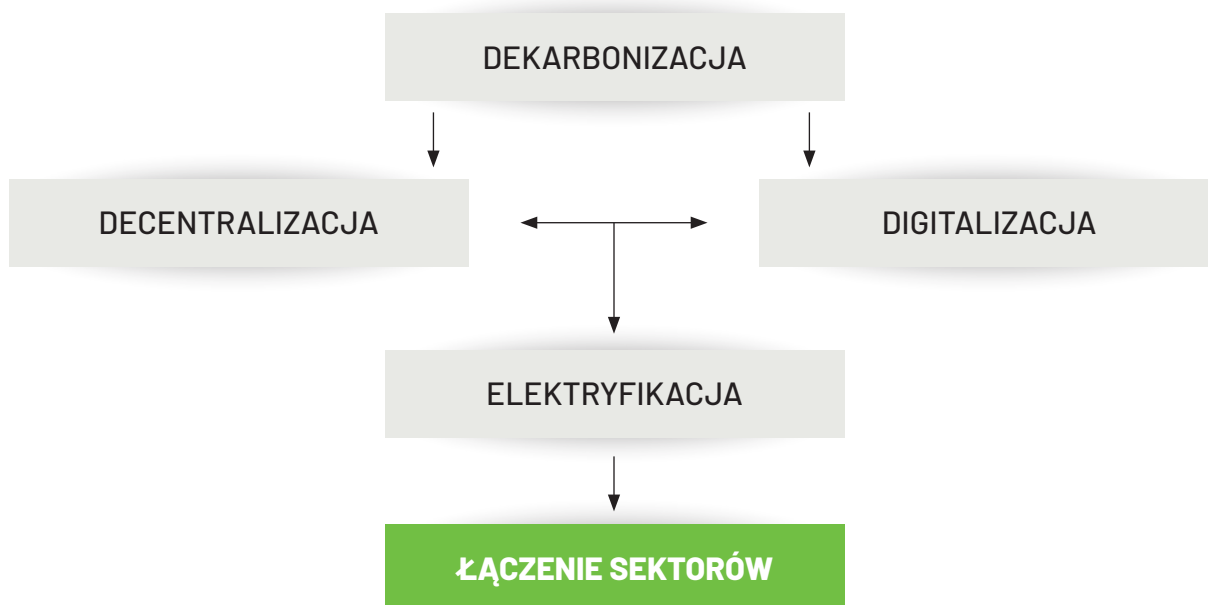 DEKARBONIZACJA
DECENTRALIZACJA
DIGITALIZACJA
ELEKTRYFIKACJA
ŁĄCZENIE SEKTORÓW